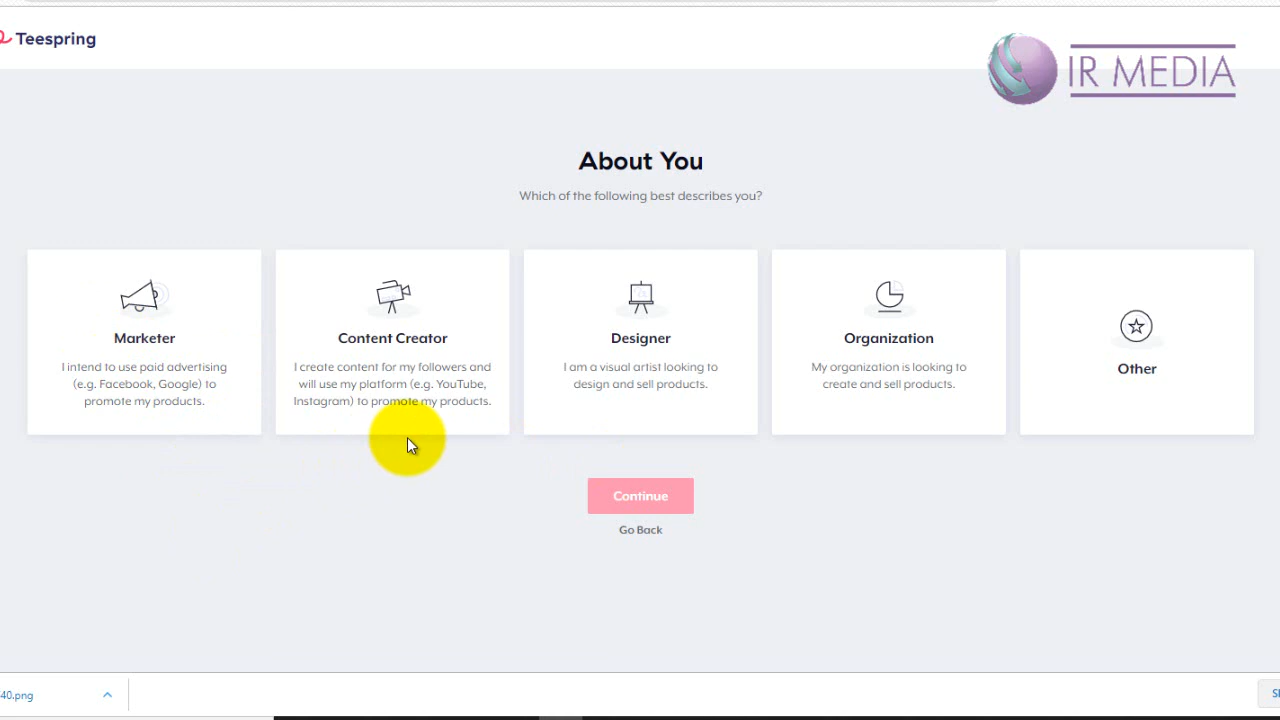 Teespring
IR MEDIA
About You
Which of the following best describes you?
Marketer
I intend to use paid advertising
(e.g. Facebook, Google) to
promote my products.
Content Creator
I create content for my followers and
will use my platform (e.g. YouTube,
Instagram) to promote my products.
Designer
I am a visual artist looking to
design and sell products.
Organization
My organization is looking to
create and sell products.
Other
Continue
Go Back
40.png